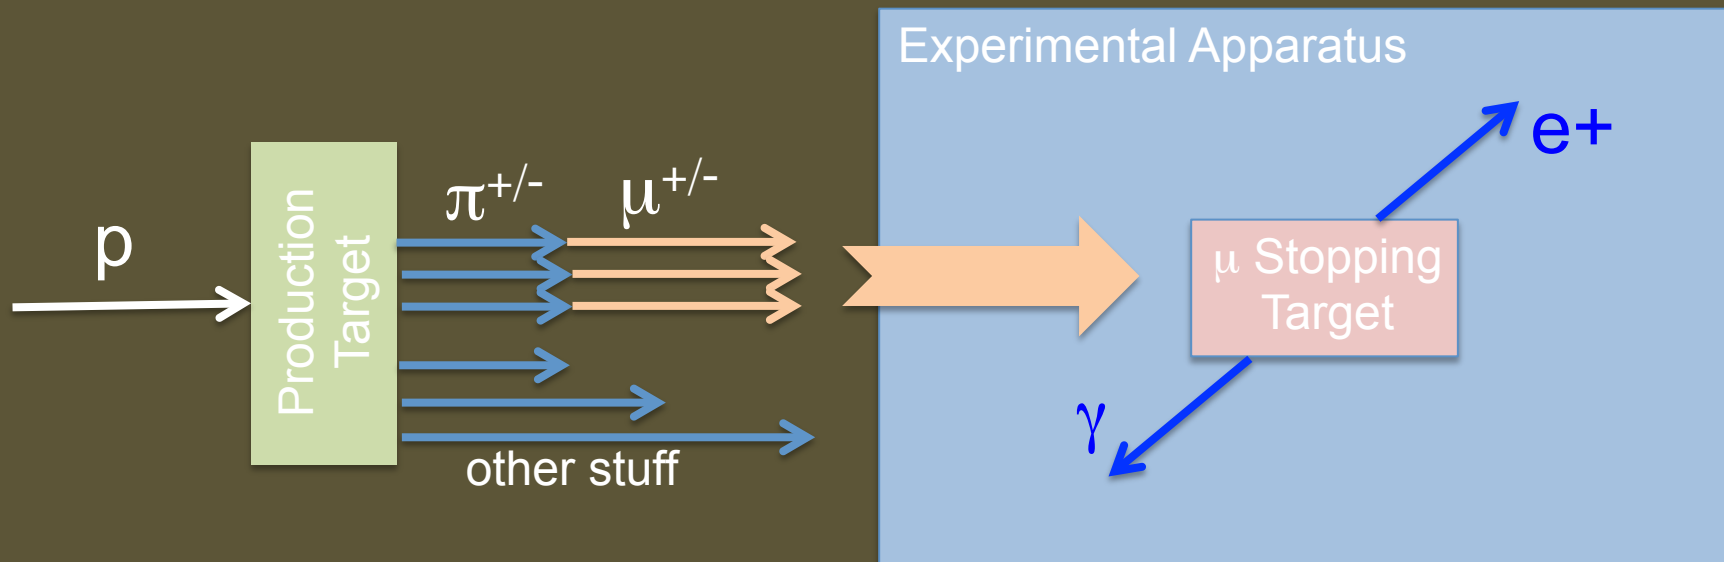 Experimental Apparatus
p
Production
Target
π+/-
μ+/-
other stuff
e+
μ Stopping
Target
γ